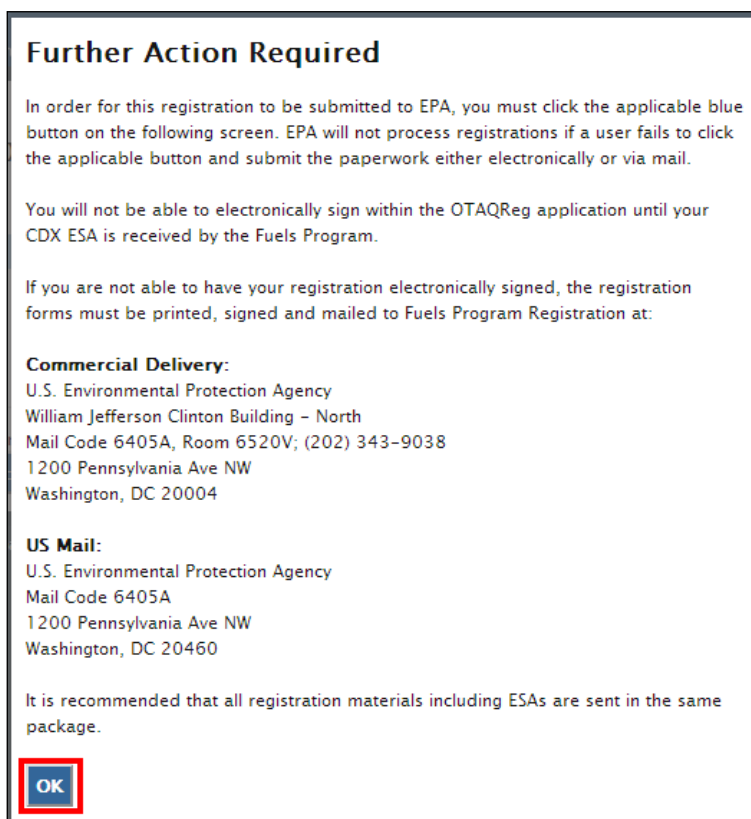 Further Action Required
In order for this registration to be submitted to EPA, you must click the applicable blue
button on the following screen. EPA will not process registrations if a user fails to click
the applicable button and submit the paperwork either electronically or via mail.
You will not be able to electronically sign within the OTAQReg application until your
CDX ESA is received by the Fuels Program.
If you are not able to have your registration electronically signed, the registration
forms must be printed, signed and mailed to Fuels Program Registration at:
Commercial Delivery:
U.S. Environmental Protection Agency
William Jefferson Clinton Building – North
Mail Code 6405A, Room 6520V; (202) 343-9038
1200 Pennsylvania Ave NW
Washington, DC 20004
US Mail:
U.S. Environmental Protection Agency
Mail Code 6405A
1200 Pennsylvania Ave NW
Washington, DC 20460
It is recommended that all registration materials including ESAs are sent in the same
package.
OK